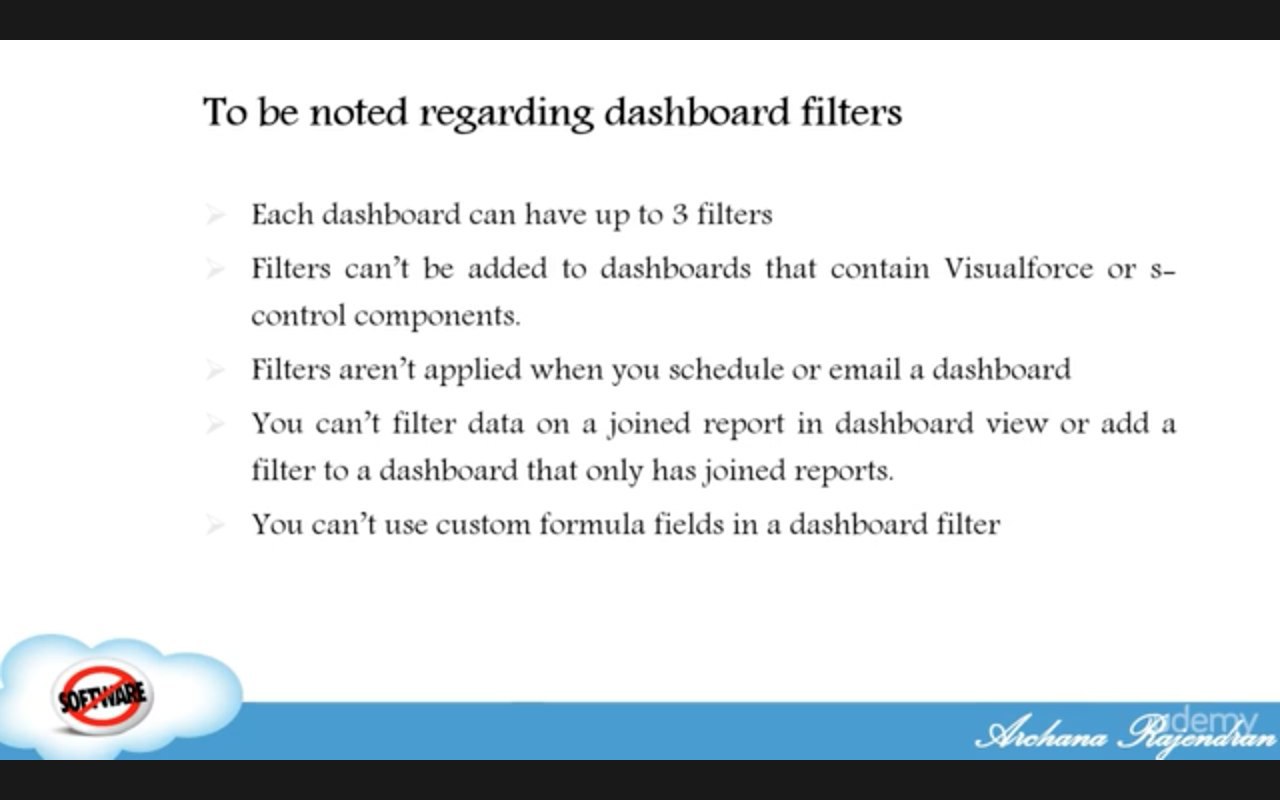 To be noted regarding dashboard filters
Each dashboard can have up to 3 filters
Filters can't be added to dashboards that contain Visualforce or s-
control components.
Filters aren't applied when you schedule or email a dashboard
You can't filter data on a joined report in dashboard view or add a
filter to a dashboard that only has joined reports.
You can't use custom formula fields in a dashboard filter
SOFTWARE
Archana Rajendran